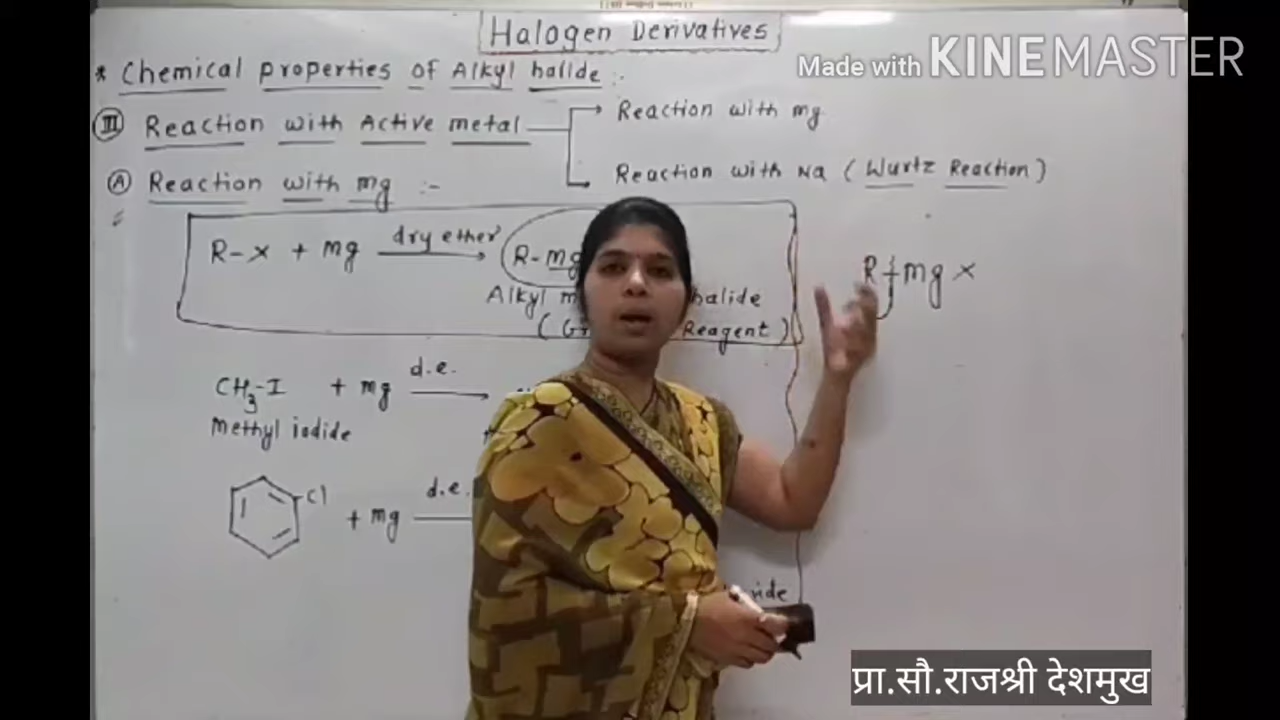 Halogen Derivatives
Made with KINEMASTER
* Chemical properties of Alkyl halide :-
III Reaction with Active metal
Reaction with mg
Reaction with Na ( Wurtz Reaction )
A Reaction with mg :-
R-x + mg dry ether → R-mg
Alkyl halide
( Reagent )
R-mg x
CH3-I + mg d.e. →
methyl iodide
Cl + mg d.e.
प्रा.सौ.राजश्री देशमुख